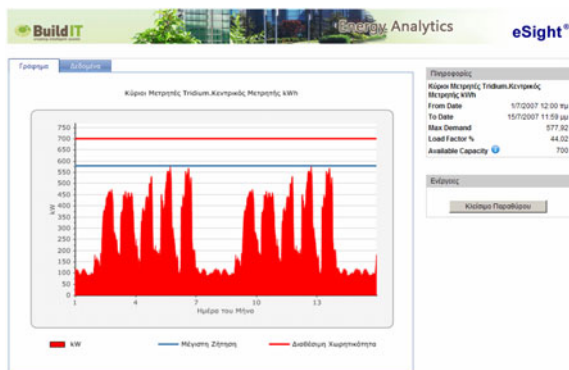 BuildIT
Energy Analytics
eSight®
Γράφημα
Δεδομένα
Κύριοι Μετρητές Tridium.Κεντρικός Μετρητής kWh
kW
750
700
650
600
550
500
450
400
350
300
250
200
150
100
50
0
1
4
7
10
13
Ημέρα του Μήνα
kW
Μέγιστη Ζήτηση
Διαθέσιμη Χωρητικότητα
Πληροφορίες
Κύριοι Μετρητές Tridium.Κεντρικός
Μετρητής kWh
From Date 1/7/2007 12:00 πμ
To Date 15/7/2007 11:59 μμ
Max Demand 577,92
Load Factor % 44,02
Available Capacity 700
Ενέργειες
Κλείσιμο Παραθύρου